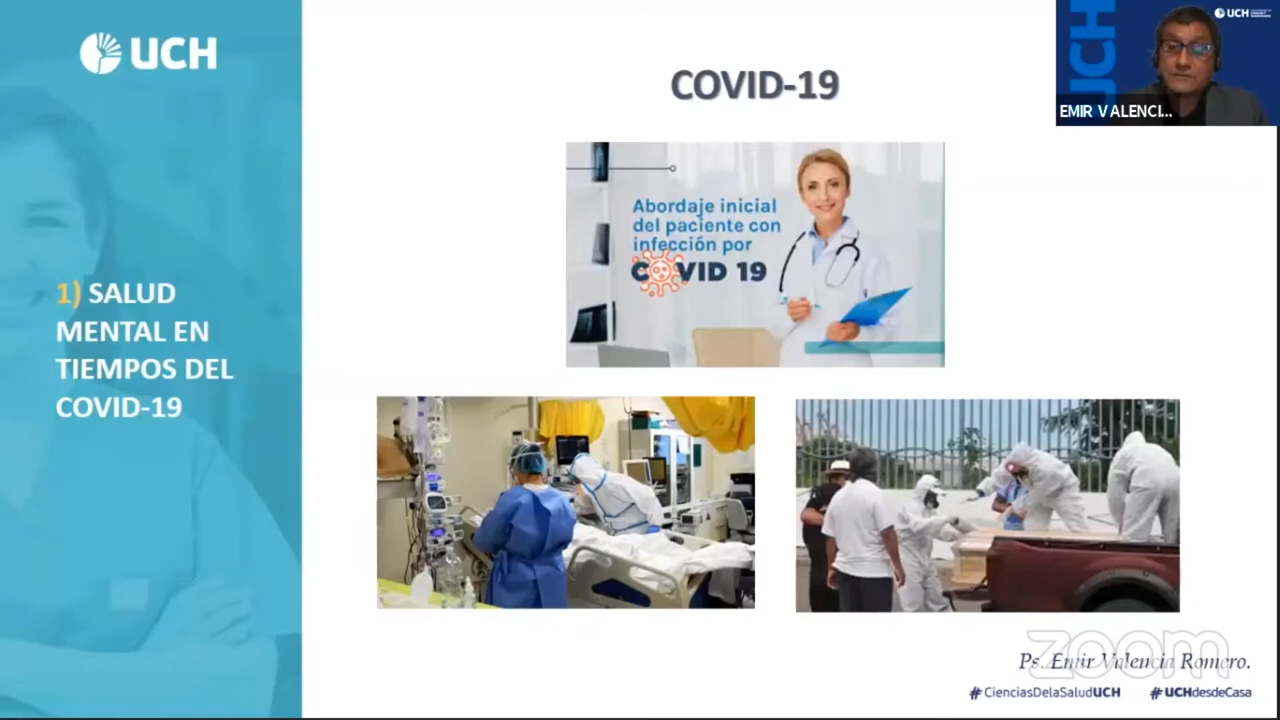 UCH
1) SALUD
MENTAL EN
TIEMPOS DEL
COVID-19
COVID-19
Abordaje inicial
del paciente con
infección por
COVID 19
UCH
UCH
EMIR VALENCI...
zoom
Ps. Emir Valencia Romero.
#CienciasDelaSaludUCH
#UCHdesdeCasa